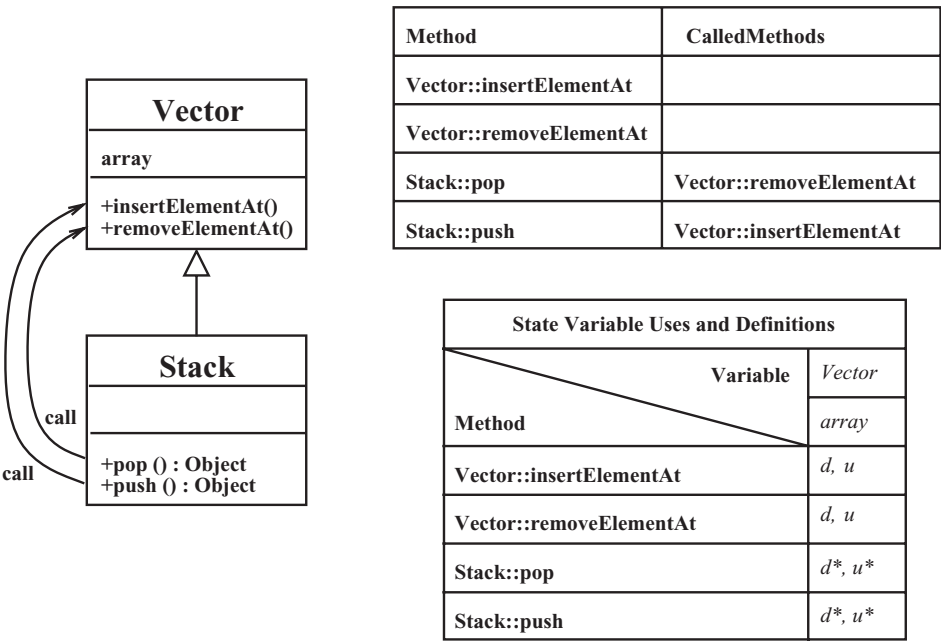 Vector
array
+insertElementAt()
+removeElementAt()
Stack
call
call
+pop () : Object
+push () : Object
Method CalledMethods
Vector::insertElementAt
Vector::removeElementAt
Stack::pop Vector::removeElementAt
Stack::push Vector::insertElementAt
State Variable Uses and Definitions
Variable Vector
Method array
Vector::insertElementAt d, u
Vector::removeElementAt d, u
Stack::pop d*, u*
Stack::push d*, u*